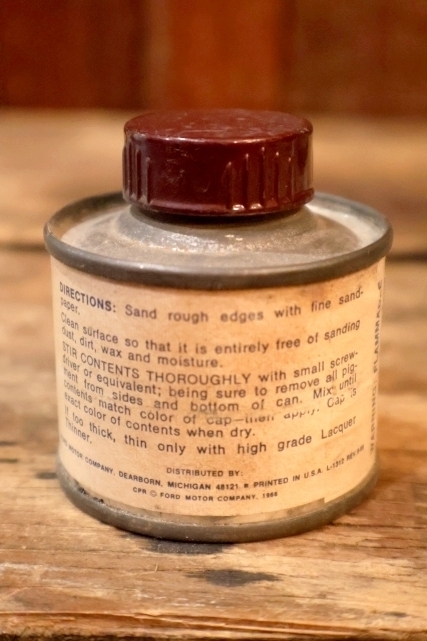 DIRECTIONS: Sand rough edges with fine sand-
paper.
Clean surface so that it is entirely free of sanding
dust, dirt, wax and moisture.
STIR CONTENTS THOROUGHLY with small screw-
driver or equivalent; being sure to remove all pig-
ment from sides and bottom of can. Mix until
contents match color of cap—then apply. Cap is
exact color of contents when dry.
If too thick, thin only with high grade Lacquer
Thinner.
DISTRIBUTED BY:
MOTOR COMPANY, DEARBORN, MICHIGAN 48121 ★ PRINTED IN U.S.A.
CPR © FORD MOTOR COMPANY, 1966
FLAMMABLE